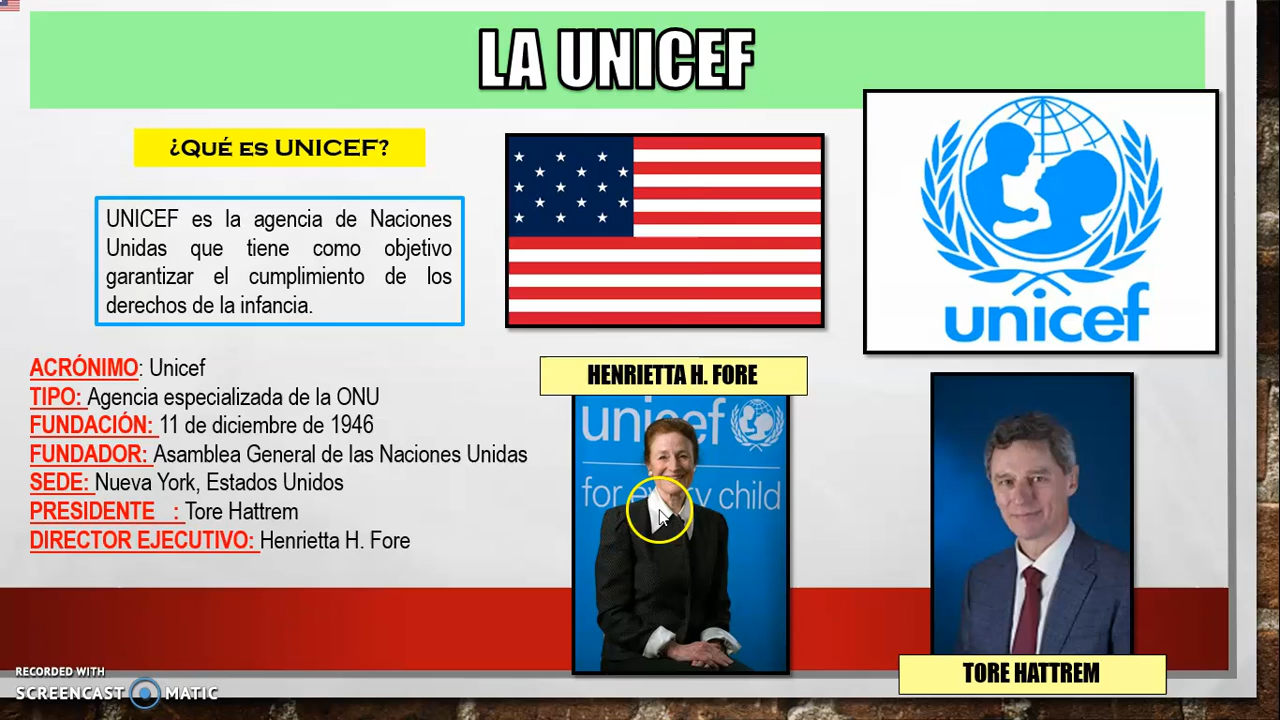 LA UNICEF
¿Qué es UNICEF?
UNICEF es la agencia de Naciones
Unidas que tiene como objetivo
garantizar el cumplimiento de los
derechos de la infancia.
unicef
ACRÓNIMO: Unicef
TIPO: Agencia especializada de la ONU
FUNDACIÓN: 11 de diciembre de 1946
FUNDADOR: Asamblea General de las Naciones Unidas
SEDE: Nueva York, Estados Unidos
PRESIDENTE : Tore Hattrem
DIRECTOR EJECUTIVO: Henrietta H. Fore
HENRIETTA H. FORE
unicef
for every child
TORE HATTREM
RECORDED WITH
SCREENCAST MATIC